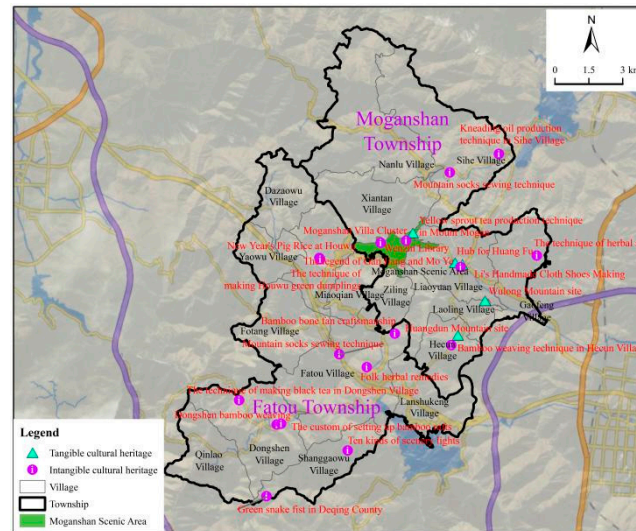 N
0 1.5 3 km
Moganshan
Township
Kneading oil production
technique in Sihe Village
Nanlu Village
Sihe Village
Mountain socks sewing technique
Dazaowu
Village
Xiantan
Village
Yellow sprout tea production technique
in Mount Mogan
Moganshan Villa Cluster
Library
New Year's Pig Rice at Houwu
Yaowu Village
The legend of
and Mo
Hub for Huang Fu
The technique of herbal
Moganshan Scenic Area
Li's Handmade Cloth Shoes Making
The technique of
making Houwu green dumplings
Ziling
Village
Liaoyuan Village
Wulong Mountain site
Miaoqian Village
Laoling Village
Village
Bamboo bone fan craftsmanship
Huangdun Mountain site
Fotang Village
Mountain socks sewing technique
Hecun
Village
Bamboo weaving technique in Hecun Villa
Fatou Village
Folk herbal remedies
The technique of making black tea in Dongshen Village
Lanshukeng
Village
Fatou Township
Dongshen bamboo weaving
The custom of setting up bamboo
Ten kinds of scenery lights
Qinlao
Village
Dongshen
Village
Shanggaowu
Village
Green snake fist in Deqing County
Legend
Tangible cultural heritage
Intangible cultural heritage
Village
Township
Moganshan Scenic Area